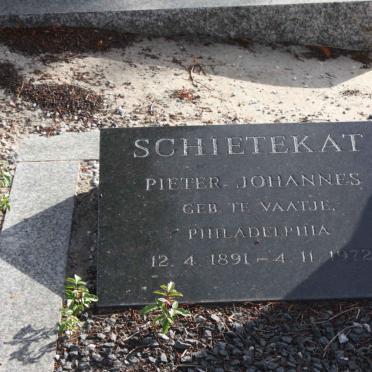 SCHIETEKAT
PIETER. JOHANNES
GEB. TE VAATJE,
PHILADELPHIA
12. 4. 1891 - 4. 11. 1972